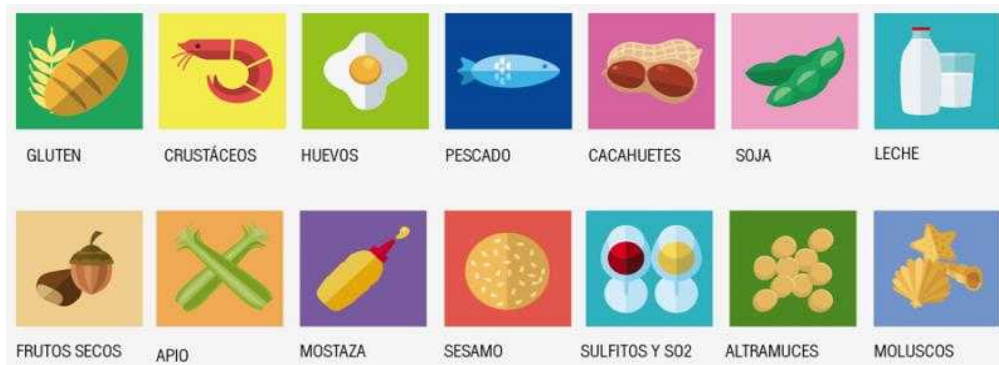 GLUTEN
CRUSTÁCEOS
HUEVOS
PESCADO
CACAHUETES
SOJA
LECHE
FRUTOS SECOS
APIO
MOSTAZA
SESAMO
SULFITOS Y SO2
ALTRAMUCES
MOLUSCOS